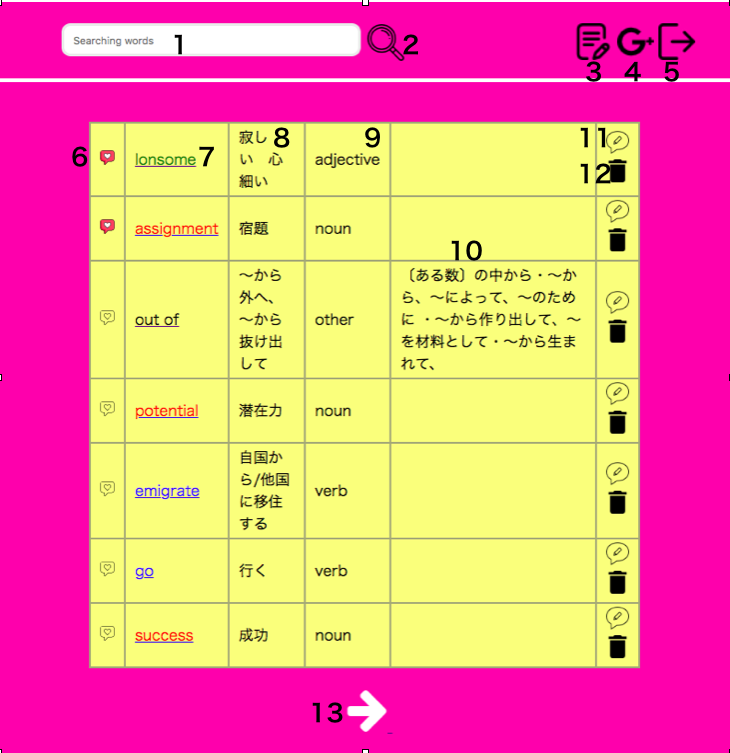 Searching words 1
2
G+
3 4 5
6
lonsome 7
寂し 8
い 心
細い
adjective 9
11
12
assignment
宿題
noun
10
out of
〜から
外へ、
〜から
抜け出
して
other
〔ある数〕の中から・〜か
ら、〜によって、〜のため
に ・〜から作り出して、〜
を材料として・〜から生ま
れて、
potential
潜在力
noun
emigrate
自国か
ら/他国
に移住
する
verb
go
行く
verb
success
成功
noun
13